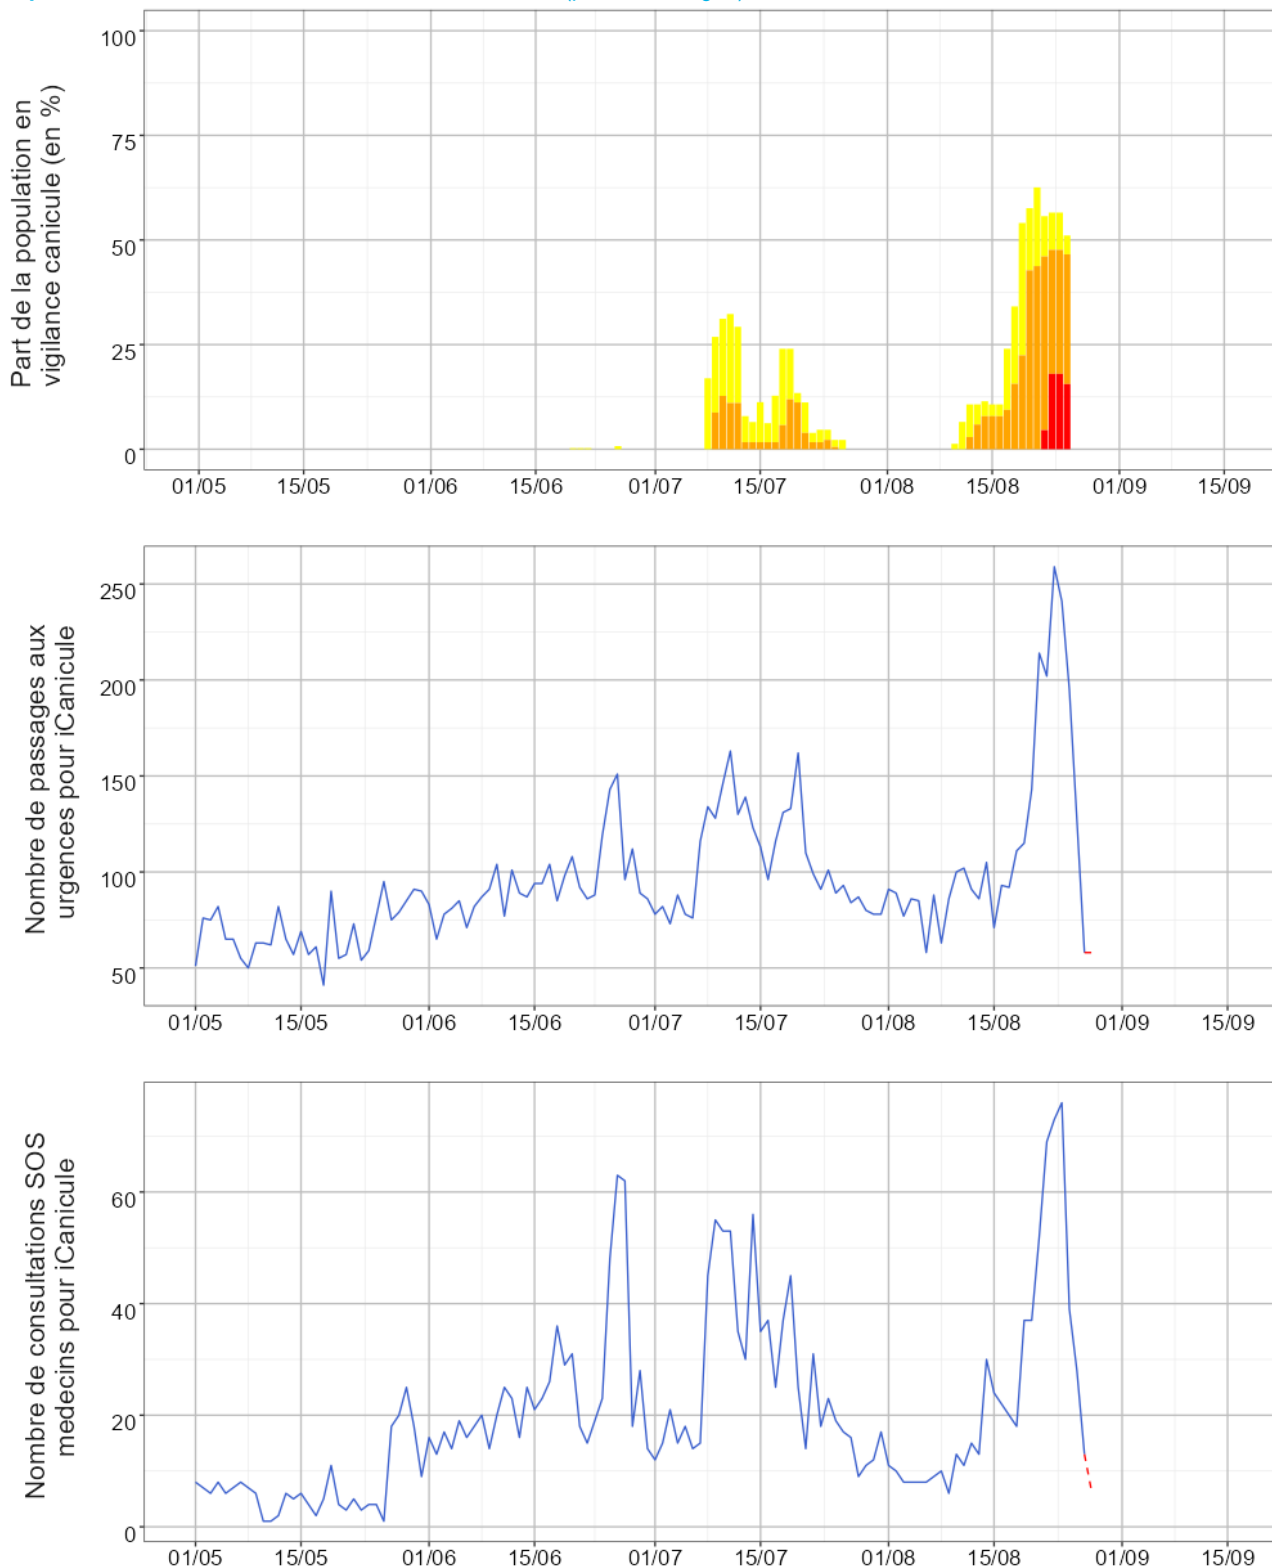 Part de la population en
vigilance canicule (en %)
100
75
50
25
0
01/05 15/05 01/06 15/06 01/07 15/07 01/08 15/08 01/09 15/09
Nombre de passages aux
urgences pour iCanicule
250
200
150
100
50
01/05 15/05 01/06 15/06 01/07 15/07 01/08 15/08 01/09 15/09
Nombre de consultations SOS
medecins pour iCanicule
60
40
20
0
01/05 15/05 01/06 15/06 01/07 15/07 01/08 15/08 01/09 15/09